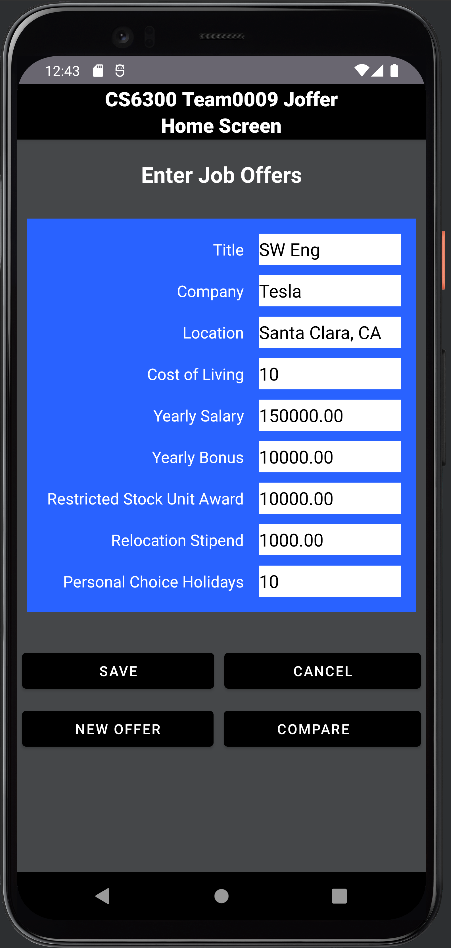 12:43
CS6300 Team0009 Joffer
Home Screen
Enter Job Offers
Title SW Eng
Company Tesla
Location Santa Clara, CA
Cost of Living 10
Yearly Salary 150000.00
Yearly Bonus 10000.00
Restricted Stock Unit Award 10000.00
Relocation Stipend 1000.00
Personal Choice Holidays 10
SAVE CANCEL
NEW OFFER COMPARE